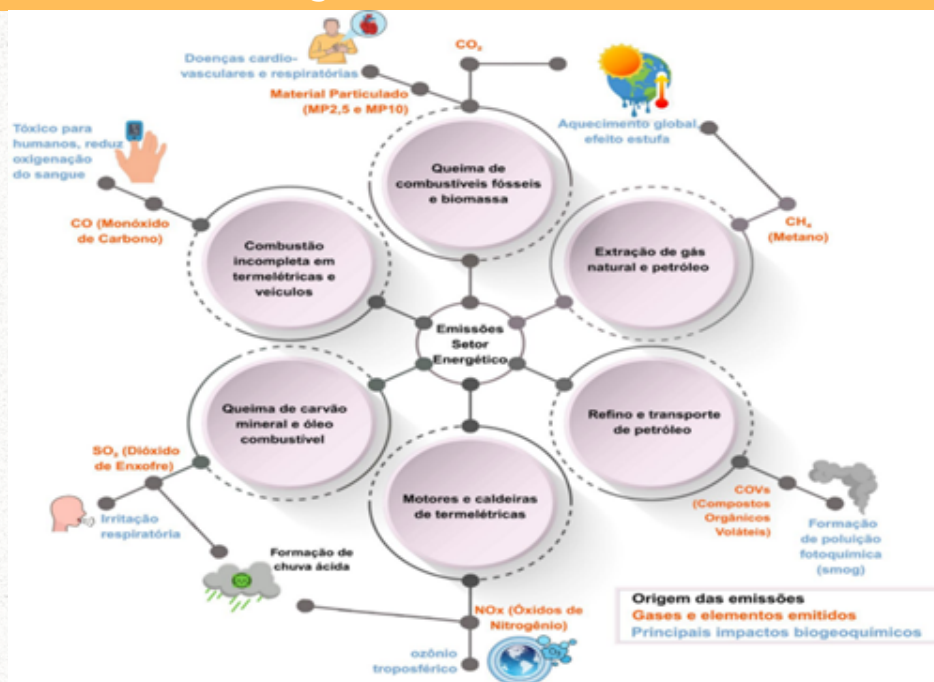 Doenças cardio-
vasculares e respiratórias
Material Particulado
(MP2,5 e MP10)
CO₂
Aquecimento global,
efeito estufa
Tóxico para
humanos, reduz
oxigenação
do sangue
CO (Monóxido
de Carbono)
Queima de
combustíveis fósseis
e biomassa
CH₄
(Metano)
Combustão
incompleta em
termelétricas e
veículos
Extração de gás
natural e petróleo
Emissões
Setor
Energético
Queima de carvão
mineral e óleo
combustível
Refino e transporte
de petróleo
SO₂ (Dióxido
de Enxofre)
Irritação
respiratória
Motores e caldeiras
de termelétricas
COVs
(Compostos
Orgânicos
Voláteis)
Formação
de poluição
fotoquímica
(smog)
Formação de
chuva ácida
NOx (Óxidos de
Nitrogênio)
ozônio
troposférico
O₃
Origem das emissões
Gases e elementos emitidos
Principais impactos biogeoquímicos